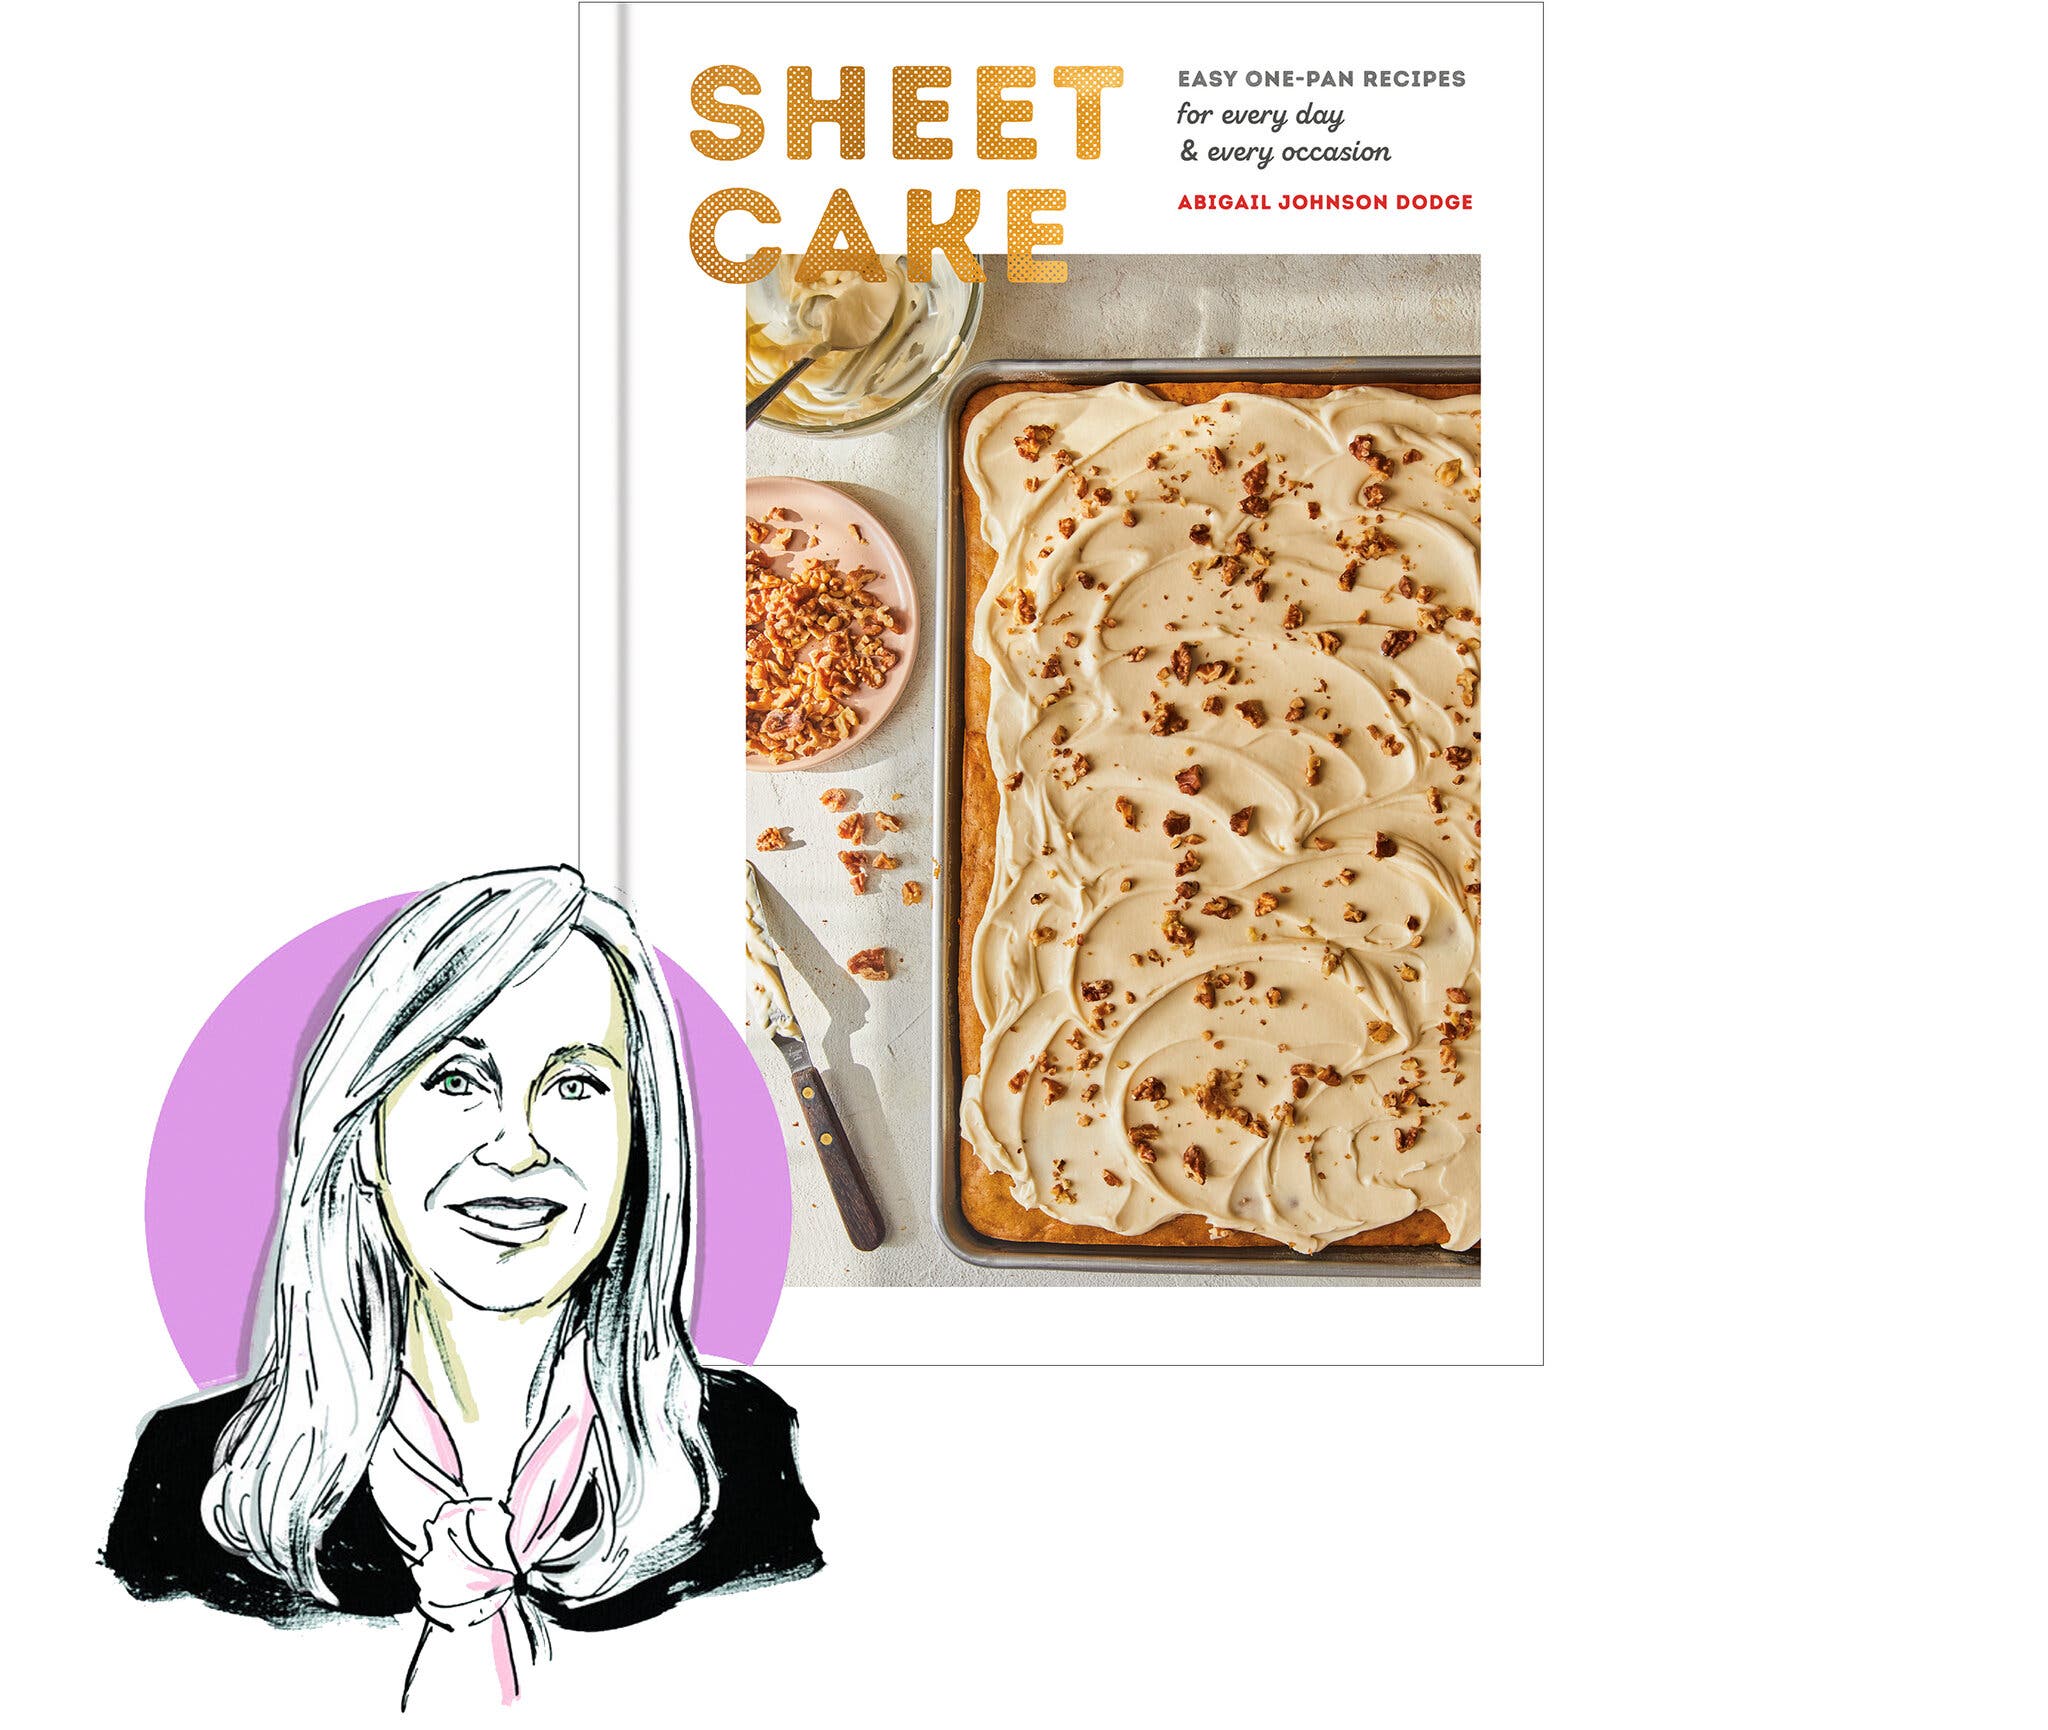 SHEET
CAKE
EASY ONE-PAN RECIPES
for every day
& every occasion
ABIGAIL JOHNSON DODGE